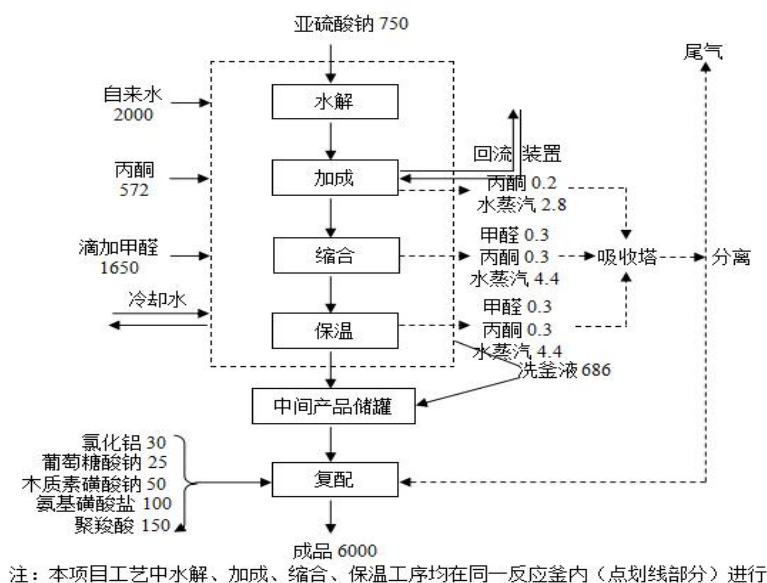 亚硫酸钠 750
尾气
自来水
2000
水解
回流 装置
丙酮
572
加成
丙酮 0.2
水蒸汽 2.8
滴加甲醛
1650
缩合
甲醛 0.3
丙酮 0.3
水蒸汽 4.4
吸收塔
分离
冷却水
保温
甲醛 0.3
丙酮 0.3
水蒸汽 4.4
洗釜液 686
中间产品储罐
氯化铝 30
葡萄糖酸钠 25
木质素磺酸钠 50
氨基磺酸盐 100
聚羧酸 150
复配
成品 6000
注：本项目工艺中水解、加成、缩合、保温工序均在同一反应釜内（点划线部分）进行